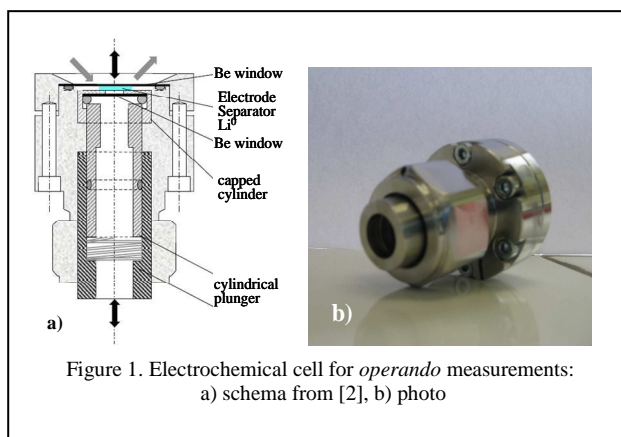 Be window
Electrode
Separator
Li⁰
Be window
capped
cylinder
cylindrical
plunger
a)
b)
Figure 1. Electrochemical cell for operando measurements:
a) schema from [2], b) photo